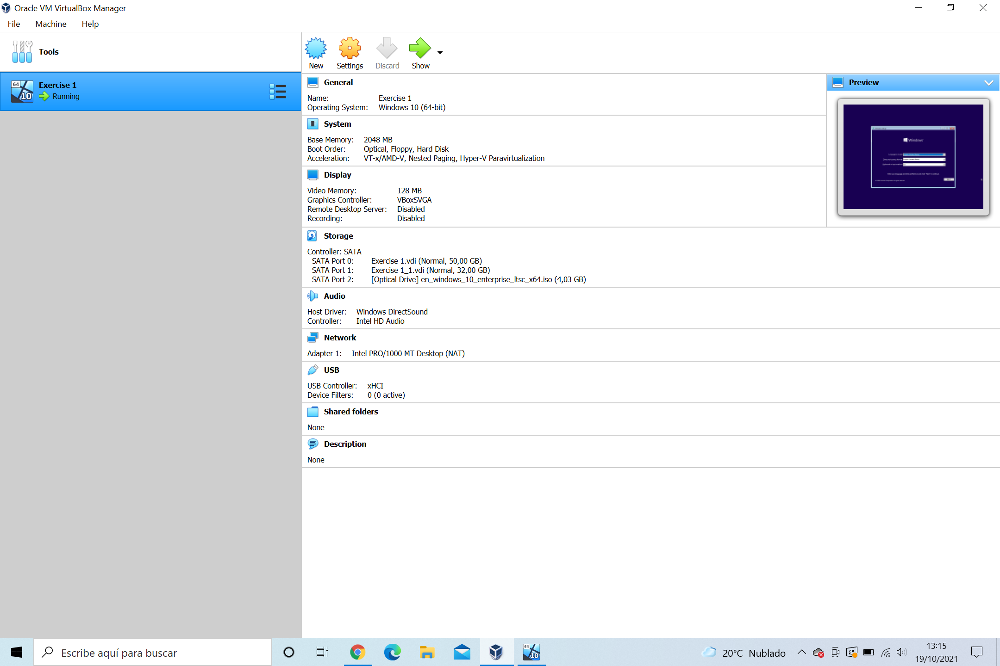 Oracle VM VirtualBox Manager
File Machine Help
Tools
New Settings Discard Show
64
10
Exercise 1
Running
General
Name: Exercise 1
Operating System: Windows 10 (64-bit)
Preview
Windows
System
Base Memory: 2048 MB
Boot Order: Optical, Floppy, Hard Disk
Acceleration: VT-x/AMD-V, Nested Paging, Hyper-V Paravirtualization
Display
Video Memory: 128 MB
Graphics Controller: VBoxSVGA
Remote Desktop Server: Disabled
Recording: Disabled
Storage
Controller: SATA
SATA Port 0: Exercise 1.vdi (Normal, 50,00 GB)
SATA Port 1: Exercise 1_1.vdi (Normal, 32,00 GB)
SATA Port 2: [Optical Drive] en_windows_10_enterprise_ltsc_x64.iso (4,03 GB)
Audio
Host Driver: Windows DirectSound
Controller: Intel HD Audio
Network
Adapter 1: Intel PRO/1000 MT Desktop (NAT)
USB
USB Controller: xHCI
Device Filters: 0 (0 active)
Shared folders
None
Description
None
Escribe aquí para buscar
64
10
20°C Nublado
13:15
19/10/2021